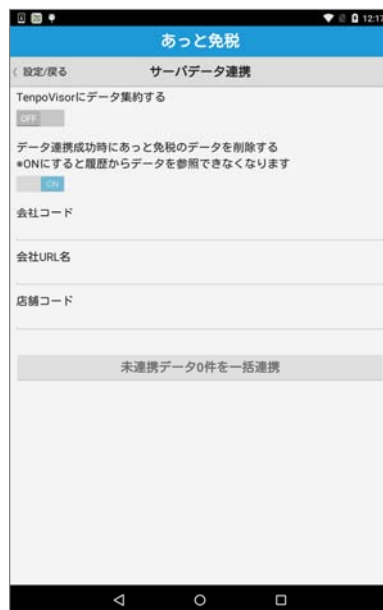 12:17
あっと免税
設定/戻る
サーバデータ連携
TenpoVisorにデータ集約する
OFF
データ連携成功時にあっと免税のデータを削除する
*ONにすると履歴からデータを参照できなくなります
ON
会社コード
会社URL名
店舗コード
未連携データ0件を一括連携